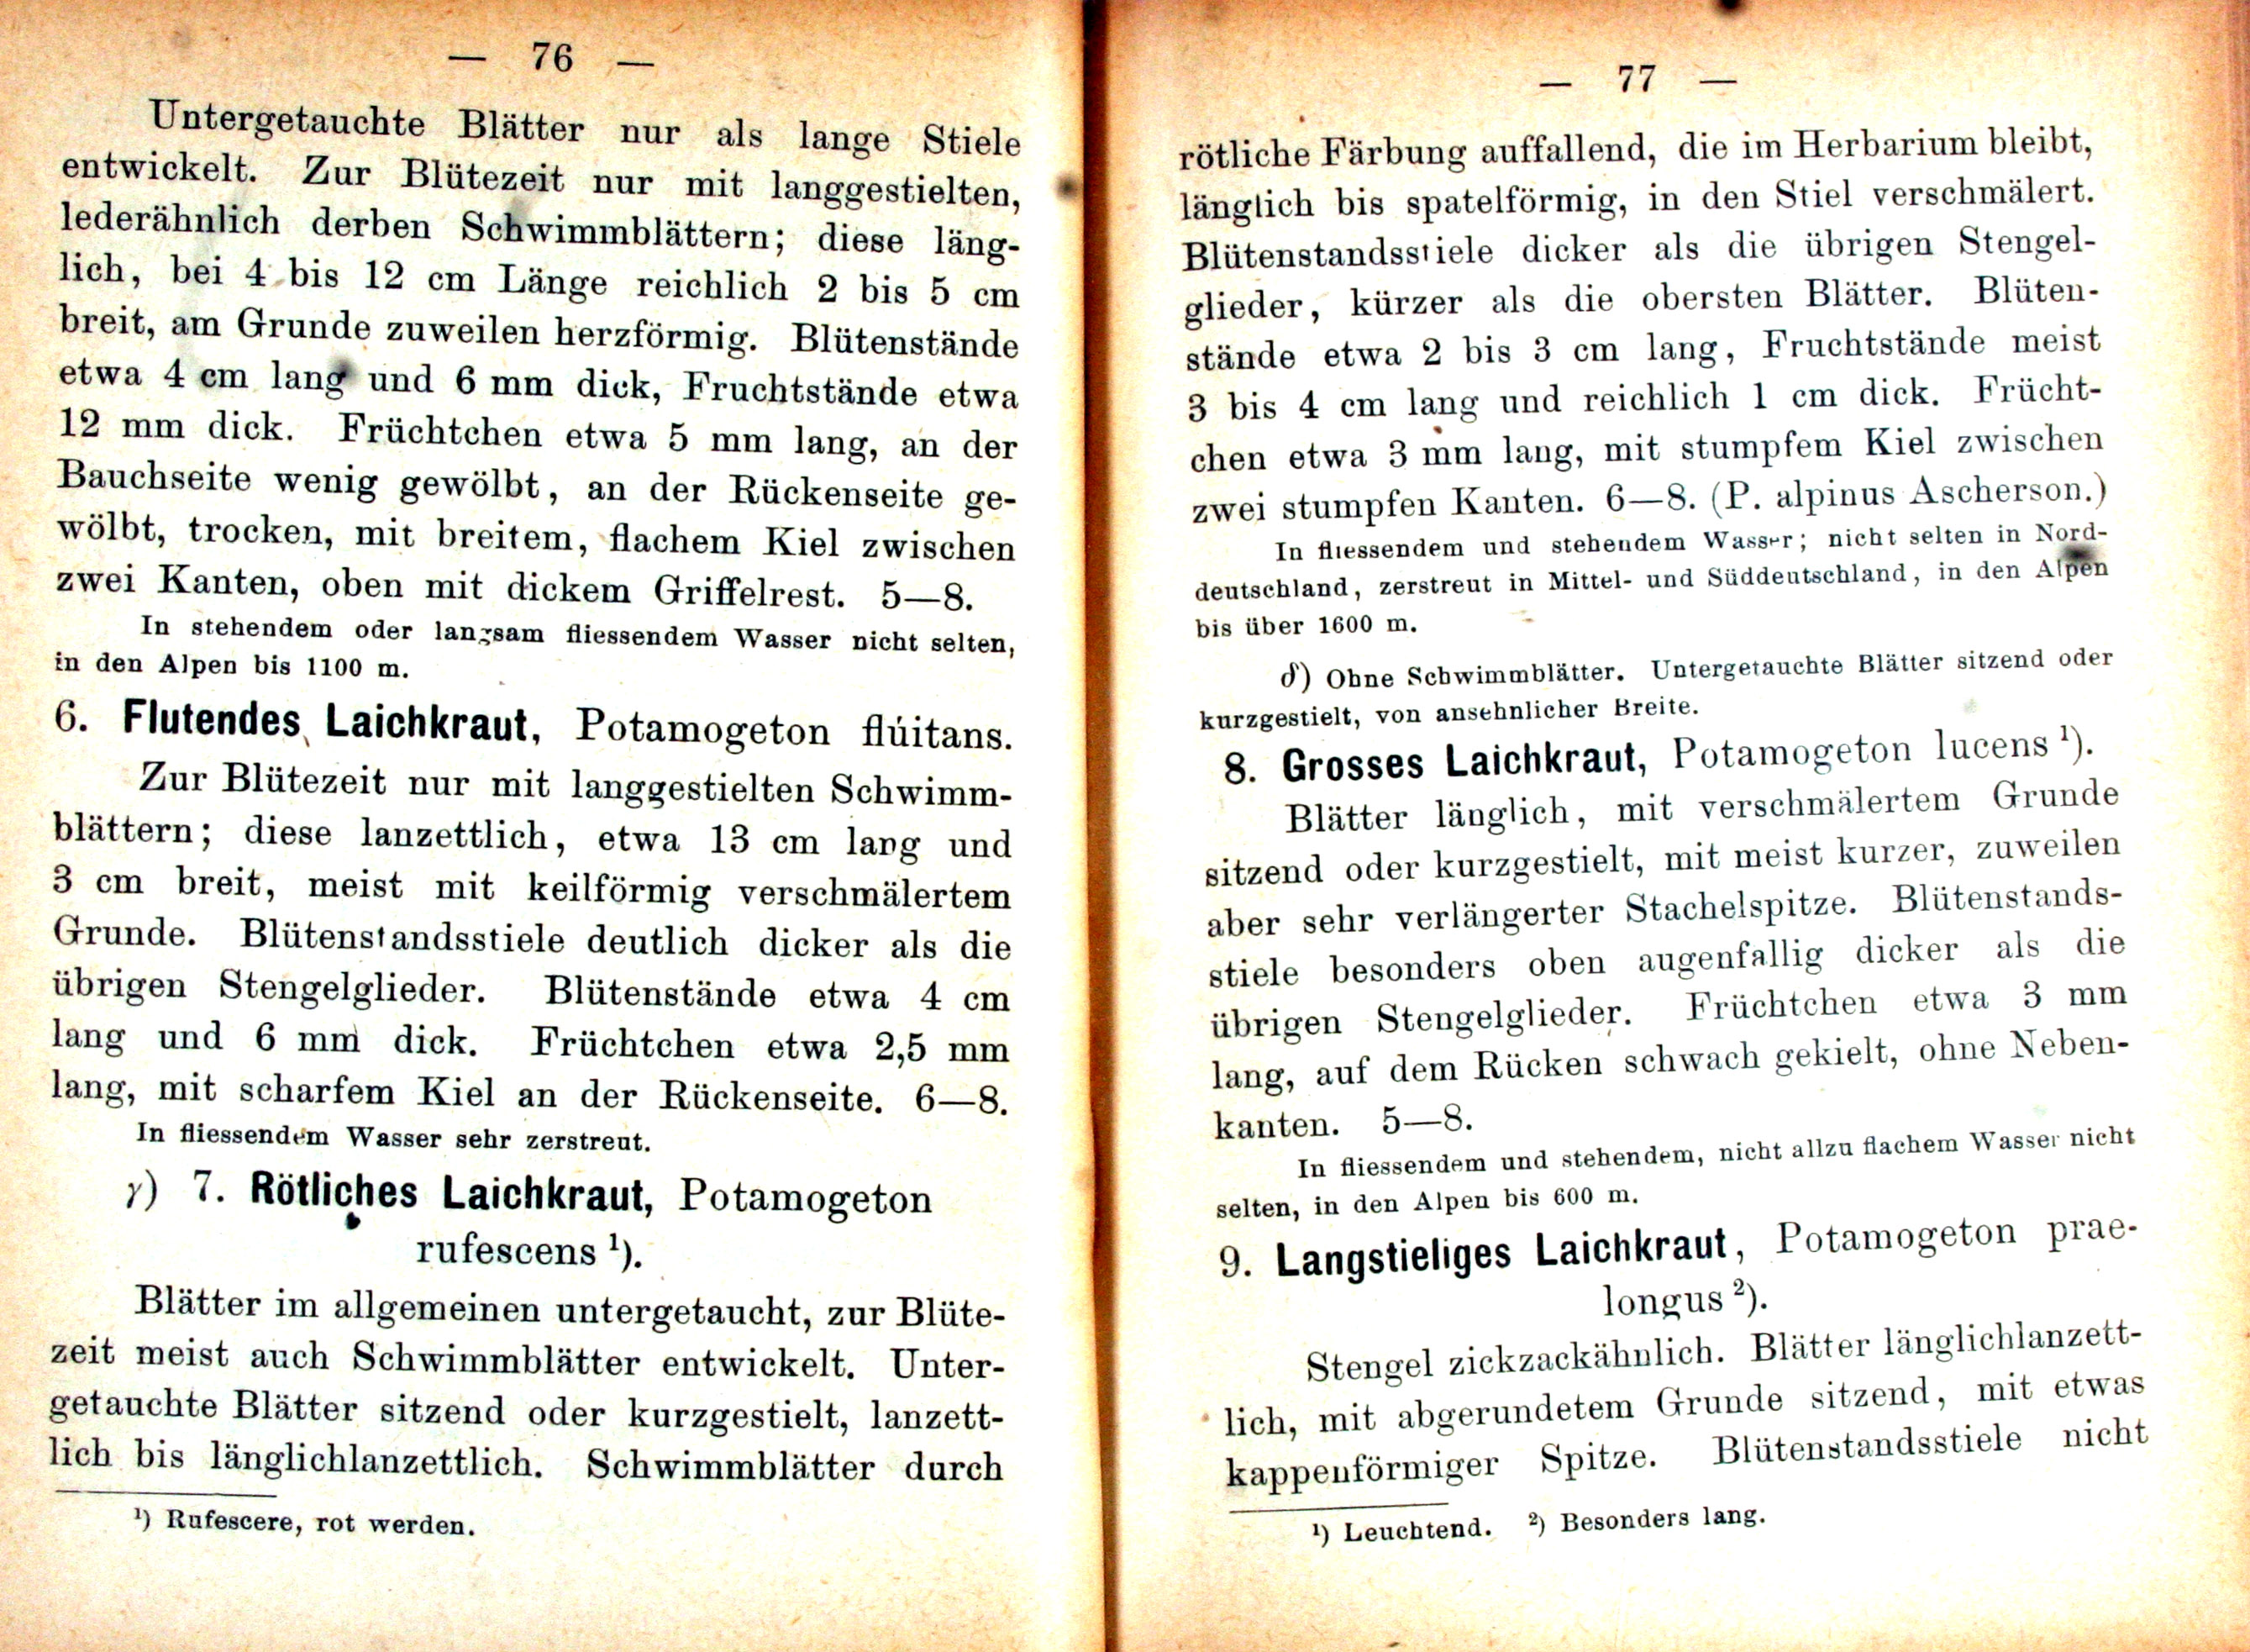 — 76 —
Untergetauchte Blätter nur als lange Stiele
entwickelt. Zur Blütezeit nur mit langgestielten,
lederähnlich derben Schwimmblättern; diese läng-
lich, bei 4 bis 12 cm Länge reichlich 2 bis 5 cm
breit, am Grunde zuweilen herzförmig. Blütenstände
etwa 4 cm lang und 6 mm dick, Fruchtstände etwa
12 mm dick. Früchtchen etwa 5 mm lang, an der
Bauchseite wenig gewölbt, an der Rückenseite ge-
wölbt, trocken, mit breitem, flachem Kiel zwischen
zwei Kanten, oben mit dickem Griffelrest. 5—8.
In stehendem oder langsam fliessendem Wasser nicht selten,
in den Alpen bis 1100 m.
6. Flutendes Laichkraut, Potamogeton flúitans.
Zur Blütezeit nur mit langgestielten Schwimm-
blättern; diese lanzettlich, etwa 13 cm lang und
3 cm breit, meist mit keilförmig verschmälertem
Grunde. Blütenstandsstiele deutlich dicker als die
übrigen Stengelglieder. Blütenstände etwa 4 cm
lang und 6 mm dick. Früchtchen etwa 2,5 mm
lang, mit scharfem Kiel an der Rückenseite. 6—8.
In fliessendem Wasser sehr zerstreut.
γ) 7. Rötliches Laichkraut, Potamogeton
rufescens ¹).
Blätter im allgemeinen untergetaucht, zur Blüte-
zeit meist auch Schwimmblätter entwickelt. Unter-
getauchte Blätter sitzend oder kurzgestielt, lanzett-
lich bis länglichlanzettlich. Schwimmblätter durch
¹) Rufescere, rot werden.
— 77 —
rötliche Färbung auffallend, die im Herbarium bleibt,
länglich bis spatelförmig, in den Stiel verschmälert.
Blütenstandsstiele dicker als die übrigen Stengel-
glieder, kürzer als die obersten Blätter. Blüten-
stände etwa 2 bis 3 cm lang, Fruchtstände meist
3 bis 4 cm lang und reichlich 1 cm dick. Frücht-
chen etwa 3 mm lang, mit stumpfem Kiel zwischen
zwei stumpfen Kanten. 6—8. (P. alpinus Ascherson.)
In fliessendem und stehendem Wasser; nicht selten in Nord-
deutschland, zerstreut in Mittel- und Süddeutschland, in den Alpen
bis über 1600 m.
δ) Ohne Schwimmblätter. Untergetauchte Blätter sitzend oder
kurzgestielt, von ansehnlicher Breite.
8. Grosses Laichkraut, Potamogeton lucens ¹).
Blätter länglich, mit verschmälertem Grunde
sitzend oder kurzgestielt, mit meist kurzer, zuweilen
aber sehr verlängerter Stachelspitze. Blütenstands-
stiele besonders oben augenfällig dicker als die
übrigen Stengelglieder. Früchtchen etwa 3 mm
lang, auf dem Rücken schwach gekielt, ohne Neben-
kanten. 5—8.
In fliessendem und stehendem, nicht allzu flachem Wasser nicht
selten, in den Alpen bis 600 m.
9. Langstieliges Laichkraut, Potamogeton prae-
longus ²).
Stengel zickzackähnlich. Blätter länglichlanzett-
lich, mit abgerundetem Grunde sitzend, mit etwas
kappenförmiger Spitze. Blütenstandsstiele nicht
¹) Leuchtend. ²) Besonders lang.